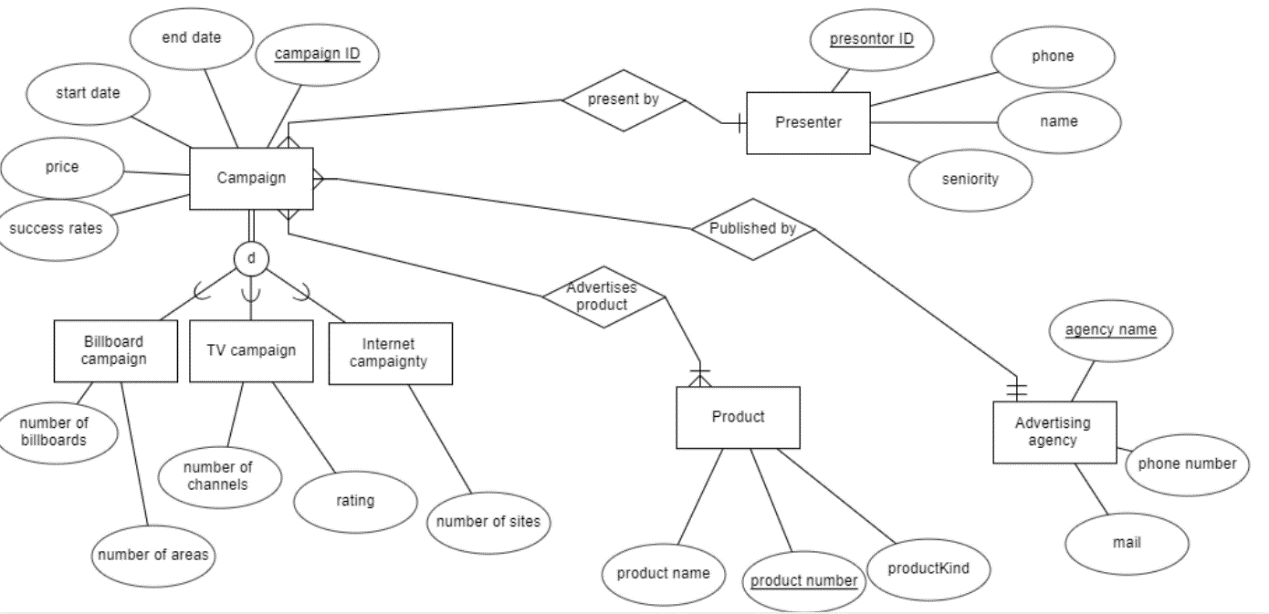 end date
campaign ID
presontor ID
start date
phone
present by
Presenter
name
price
Campaign
seniority
success rates
Published by
d
Advertises
product
agency name
Billboard
campaign
TV campaign
Internet
campaignty
Product
Advertising
agency
number of
billboards
phone number
number of
channels
rating
number of sites
mail
number of areas
product name
product number
productKind